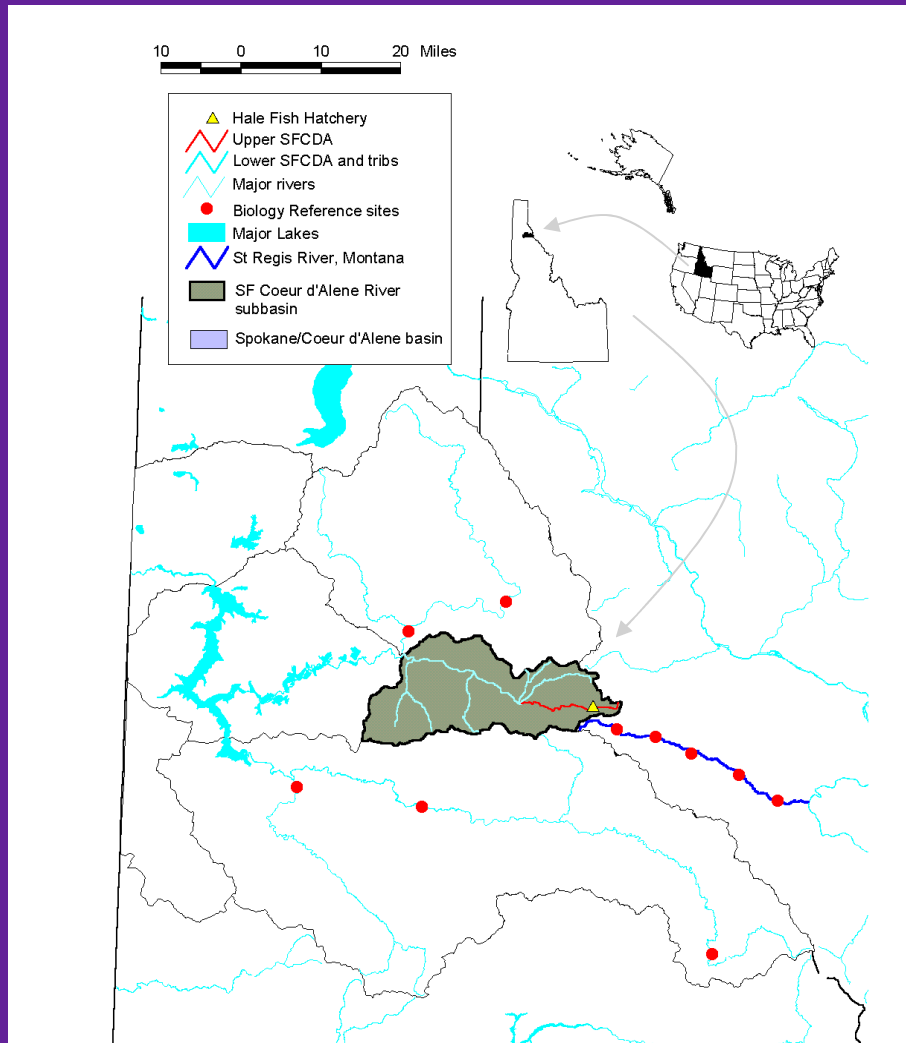 10 0 10 20 Miles
Hale Fish Hatchery
Upper SFCDA
Lower SFCDA and tribs
Major rivers
Biology Reference sites
Major Lakes
St Regis River, Montana
SF Coeur d'Alene River
subbasin
Spokane/Coeur d'Alene basin